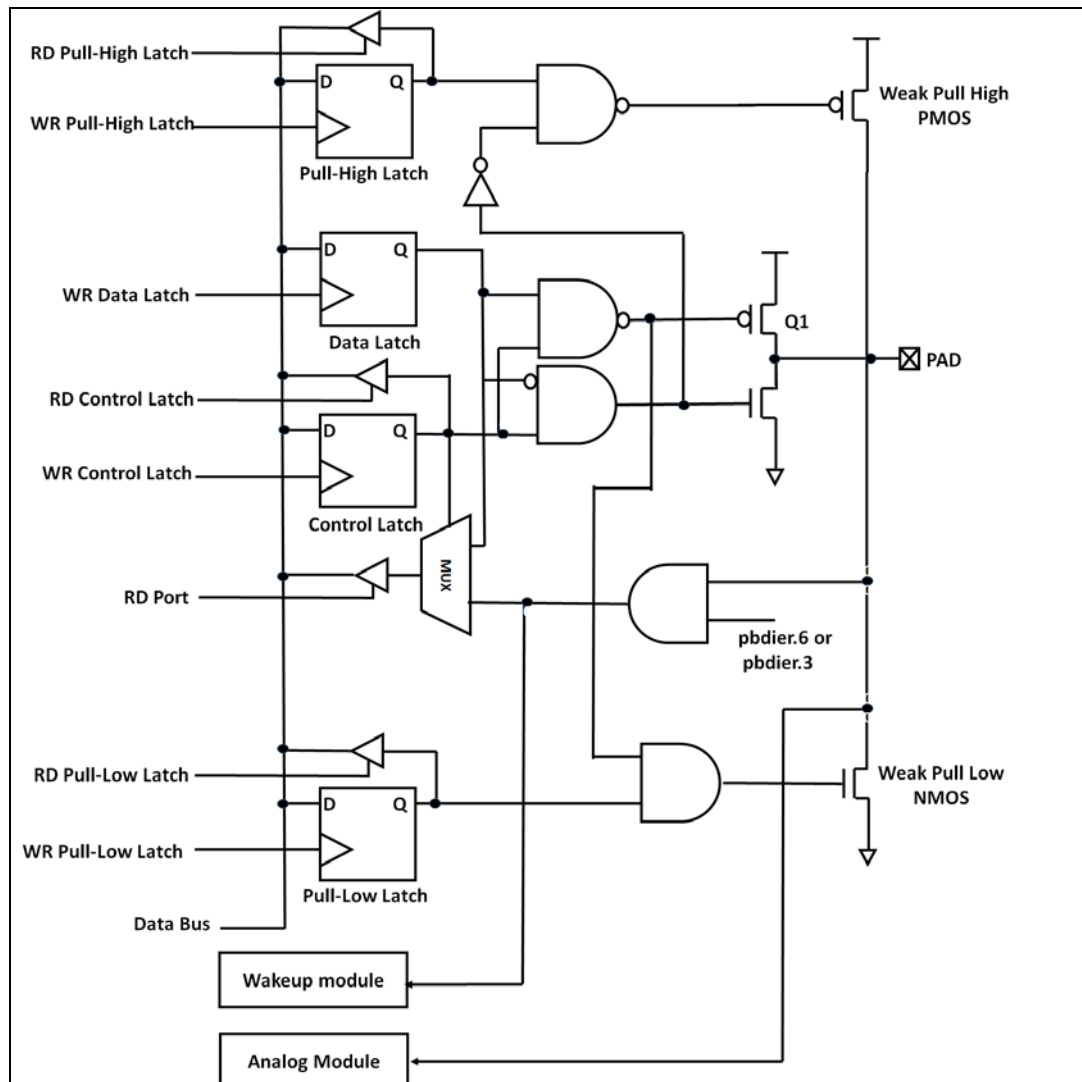 RD Pull-High Latch
D
Q
WR Pull-High Latch
Pull-High Latch
Weak Pull High
PMOS
D
Q
WR Data Latch
Data Latch
Q1
PAD
RD Control Latch
D
Q
WR Control Latch
Control Latch
MUX
RD Port
pbdier.6 or
pbdier.3
RD Pull-Low Latch
D
Q
WR Pull-Low Latch
Pull-Low Latch
Weak Pull Low
NMOS
Data Bus
Wakeup module
Analog Module